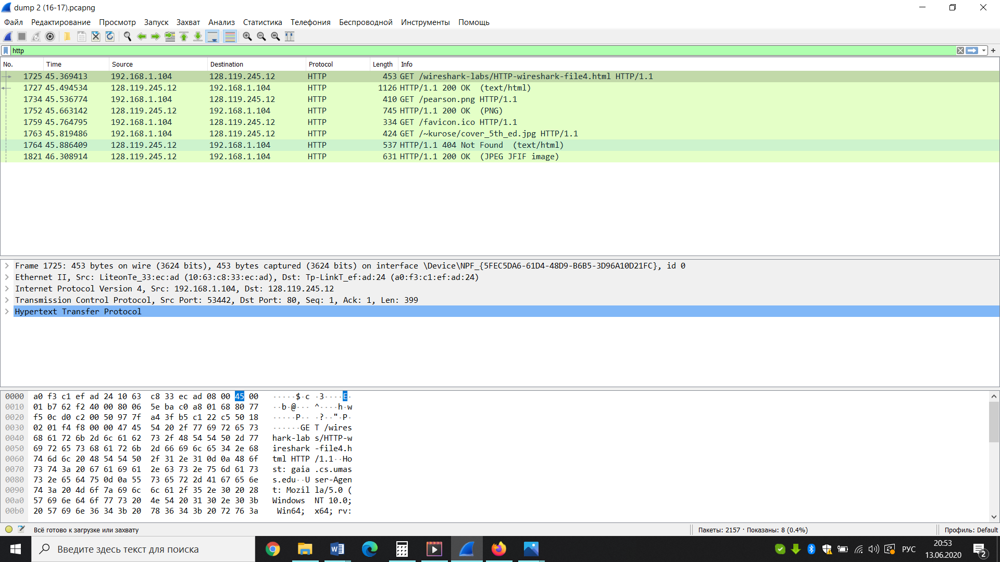 dump 2 (16-17).pcapng
Файл Редактирование Просмотр Запуск Захват Анализ Статистика Телефония Беспроводной Инструменты Помощь
http
No. Time Source Destination Protocol Length Info
1725 45.369413 192.168.1.104 128.119.245.12 HTTP 453 GET /wireshark-labs/HTTP-wireshark-file4.html HTTP/1.1
1727 45.494534 128.119.245.12 192.168.1.104 HTTP 1126 HTTP/1.1 200 OK (text/html)
1734 45.536774 192.168.1.104 128.119.245.12 HTTP 410 GET /pearson.png HTTP/1.1
1752 45.663142 128.119.245.12 192.168.1.104 HTTP 745 HTTP/1.1 200 OK (PNG)
1759 45.764795 192.168.1.104 128.119.245.12 HTTP 334 GET /favicon.ico HTTP/1.1
1763 45.819486 192.168.1.104 128.119.245.12 HTTP 424 GET /~kurose/cover_5th_ed.jpg HTTP/1.1
1764 45.886409 128.119.245.12 192.168.1.104 HTTP 537 HTTP/1.1 404 Not Found (text/html)
1821 46.308914 128.119.245.12 192.168.1.104 HTTP 631 HTTP/1.1 200 OK (JPEG JFIF image)
Frame 1725: 453 bytes on wire (3624 bits), 453 bytes captured (3624 bits) on interface \Device\NPF_{5FEC5DA6-61D4-48D9-B6B5-3D96A10D21FC}, id 0
Ethernet II, Src: LiteonTe_33:ec:ad (10:63:c8:33:ec:ad), Dst: Tp-LinkT_ef:ad:24 (a0:f3:c1:ef:ad:24)
Internet Protocol Version 4, Src: 192.168.1.104, Dst: 128.119.245.12
Transmission Control Protocol, Src Port: 53442, Dst Port: 80, Seq: 1, Ack: 1, Len: 399
Hypertext Transfer Protocol
0000 a0 f3 c1 ef ad 24 10 63 c8 33 ec ad 08 00 45 00 ·····$·c ·3····E·
0010 01 b7 62 f2 40 00 80 06 5e ba c0 a8 01 68 80 77 ··b·@··· ^····h·w
0020 f5 0c d0 c2 00 50 97 7f a4 3f b5 c1 22 c5 50 18 ·····P·· ·?··"·P·
0030 02 01 f4 f8 00 00 47 45 54 20 2f 77 69 72 65 73 ······GE T /wires
0040 68 61 72 6b 2d 6c 61 62 73 2f 48 54 54 50 2d 77 hark-lab s/HTTP-w
0050 69 72 65 73 68 61 72 6b 2d 66 69 6c 65 34 2e 68 ireshark -file4.h
0060 74 6d 6c 20 48 54 54 50 2f 31 2e 31 0d 0a 48 6f tml HTTP /1.1··Ho
0070 73 74 3a 20 67 61 69 61 2e 63 73 2e 75 6d 61 73 st: gaia .cs.umas
0080 73 2e 65 64 75 0d 0a 55 73 65 72 2d 41 67 65 6e s.edu··U ser-Agen
0090 74 3a 20 4d 6f 7a 69 6c 6c 61 2f 35 2e 30 20 28 t: Mozil la/5.0 (
00a0 57 69 6e 64 6f 77 73 20 4e 54 20 31 30 2e 30 3b Windows NT 10.0;
00b0 20 57 69 6e 36 34 3b 20 78 36 34 3b 20 72 76 3a Win64; x64; rv:
Всё готово к загрузке или захвату
Пакеты: 2157 · Показаны: 8 (0.4%)
Профиль: Default
Введите здесь текст для поиска
РУС
20:53
13.06.2020
2